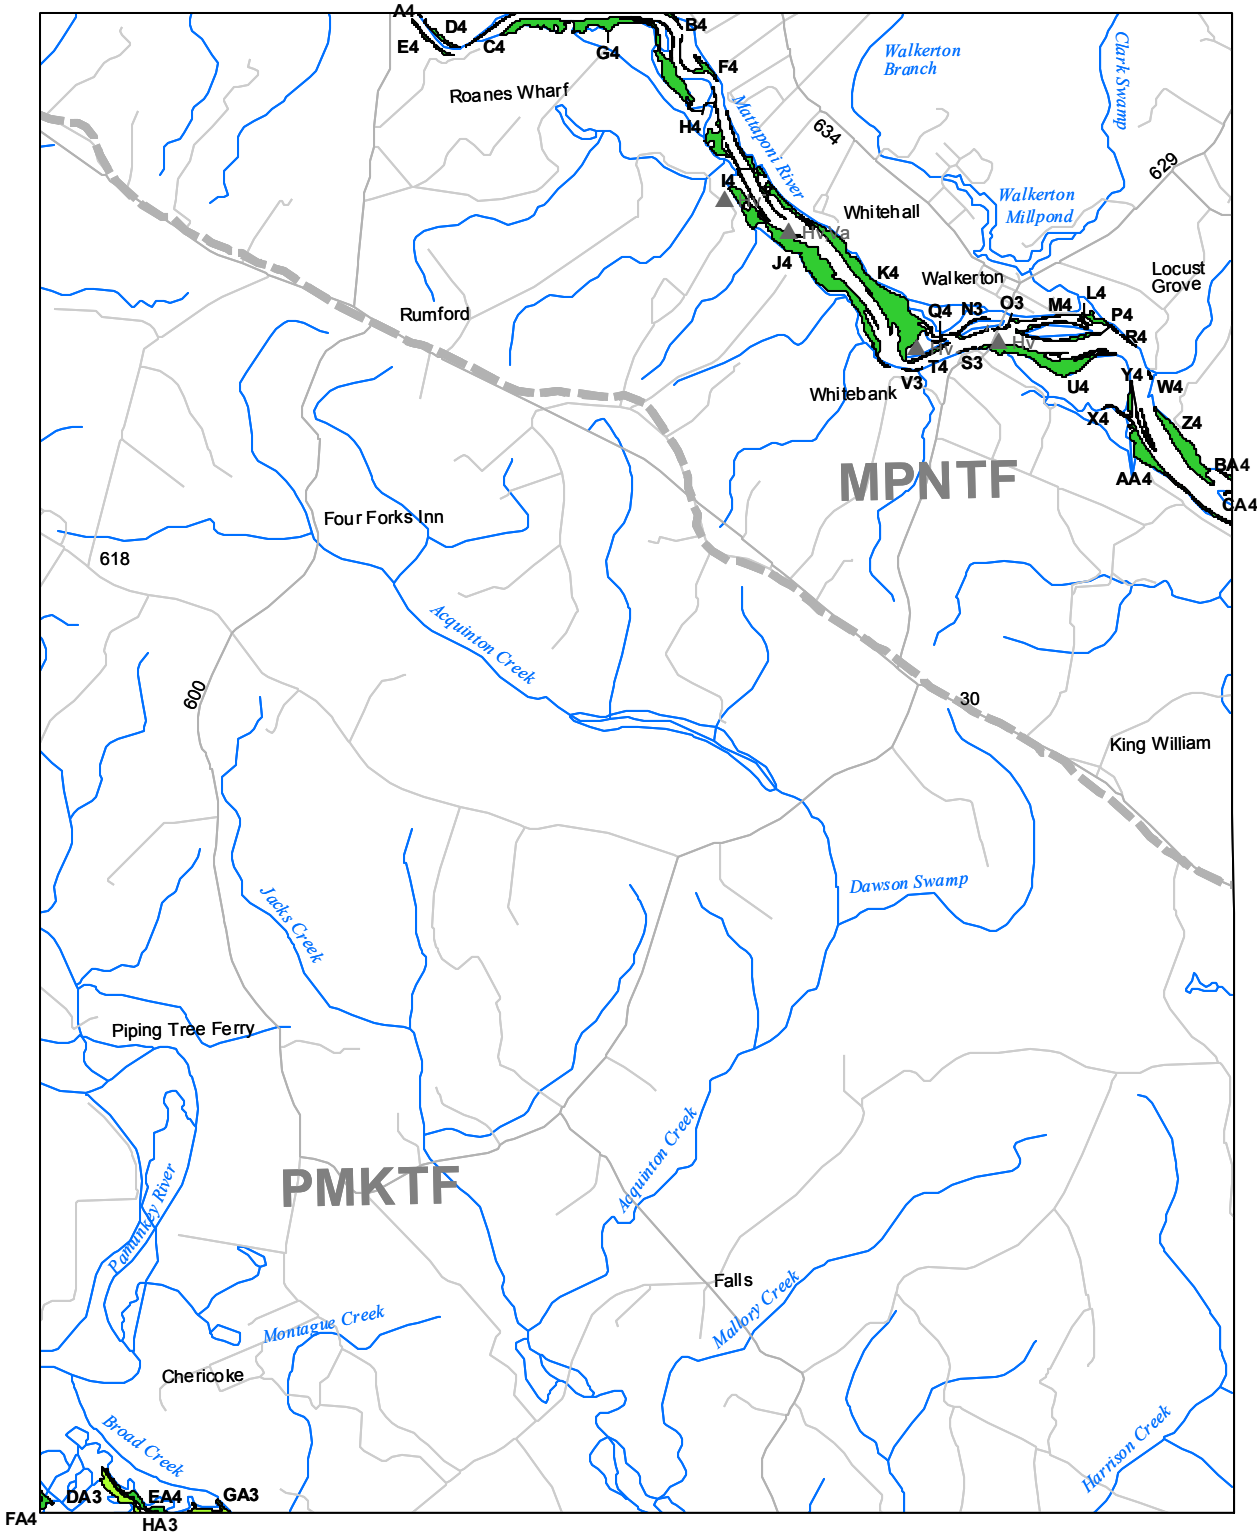 A4
D4
B4
E4
C4
G4
Walkerton
Branch
Clark Swamp
F4
Roanes Wharf
Mattaponi River
H4
634
629
I4
Walkerton
Millpond
Whitehall
Hv Va
J4
K4
Walkerton
Locust
Grove
L4
Rumford
Q4
N3
O3
M4
P4
R4
Hv
Hv
S3
T4
V3
U4
Y4
W4
Whitebank
X4
Z4
BA4
AA4
MPNTF
CA4
Four Forks Inn
618
Acquinton Creek
600
30
King William
Dawson Swamp
Jacks Creek
Piping Tree Ferry
Acquinton Creek
PMKTF
Pamunkey River
Falls
Mallory Creek
Montague Creek
Chericoke
Broad Creek
Harrison Creek
DA3
EA4
GA3
FA4
HA3